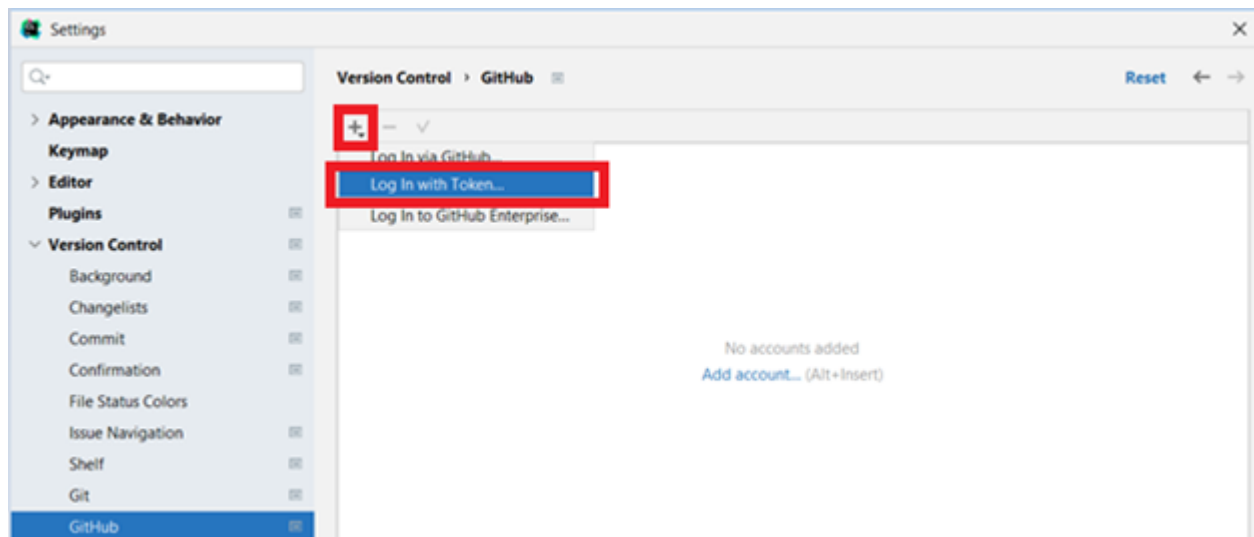 Settings
Version Control › GitHub
Reset
Appearance & Behavior
Keymap
Editor
Plugins
Version Control
Background
Changelists
Commit
Confirmation
File Status Colors
Issue Navigation
Shelf
Git
GitHub
Log In via GitHub...
Log In with Token...
Log In to GitHub Enterprise...
No accounts added
Add account... (Alt+Insert)